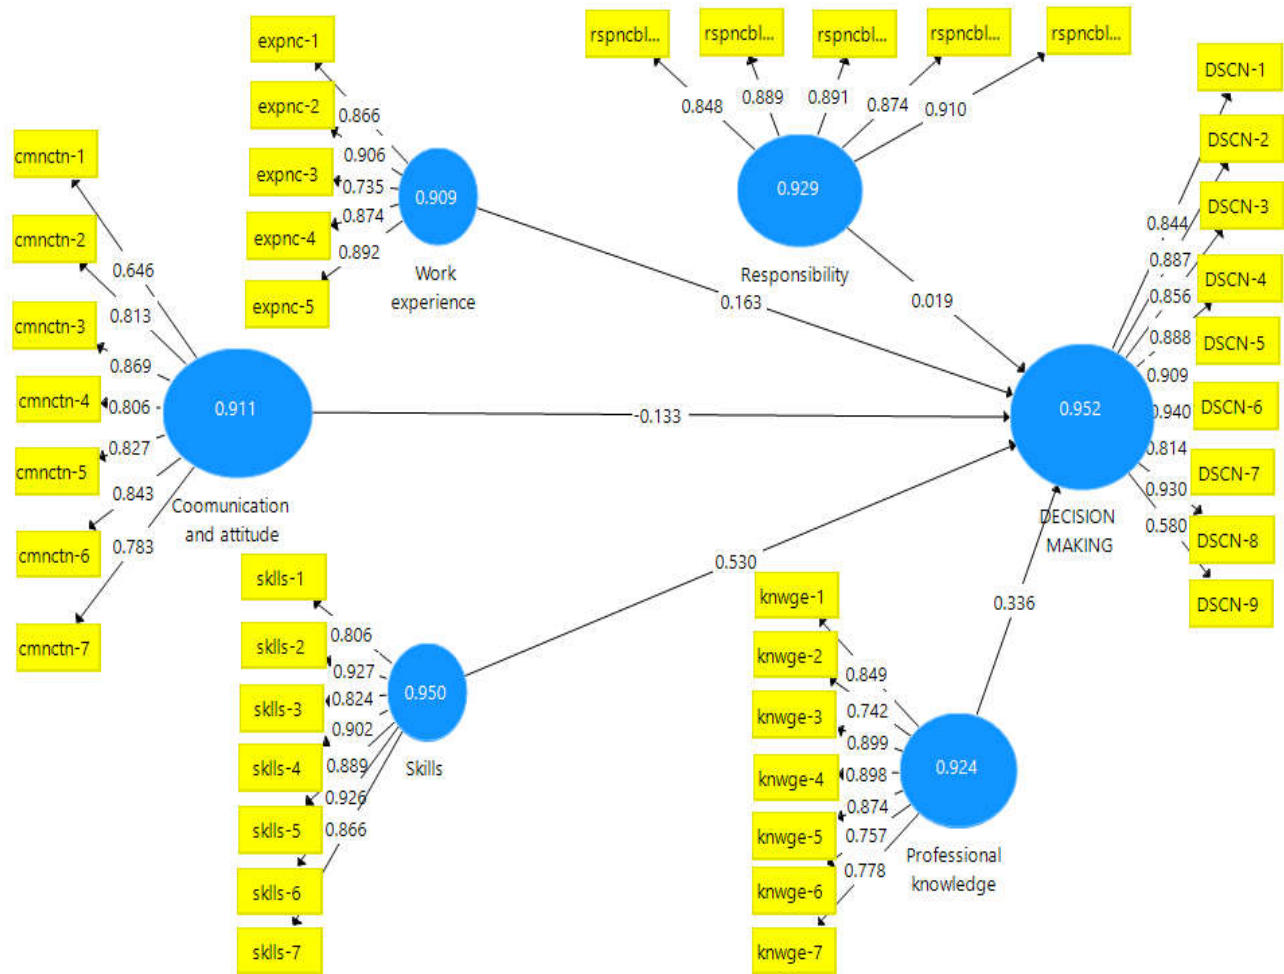 expnc-1
expnc-2
expnc-3
expnc-4
expnc-5
0.866
0.906
0.735
0.874
0.892
0.909
Work
experience
rspncbl...
rspncbl...
rspncbl...
rspncbl...
rspncbl...
0.848
0.889
0.891
0.874
0.910
0.929
Responsibility
cmnctn-1
cmnctn-2
cmnctn-3
cmnctn-4
cmnctn-5
cmnctn-6
cmnctn-7
0.646
0.813
0.869
0.806
0.827
0.843
0.783
0.911
Coomunication
and attitude
0.163
0.019
-0.133
0.530
0.336
DSCN-1
DSCN-2
DSCN-3
DSCN-4
DSCN-5
DSCN-6
DSCN-7
DSCN-8
DSCN-9
0.844
0.887
0.856
0.888
0.909
0.940
0.814
0.930
0.580
0.952
DECISION
MAKING
sklls-1
sklls-2
sklls-3
sklls-4
sklls-5
sklls-6
sklls-7
0.806
0.927
0.824
0.902
0.889
0.926
0.866
0.950
Skills
knwge-1
knwge-2
knwge-3
knwge-4
knwge-5
knwge-6
knwge-7
0.849
0.742
0.899
0.898
0.874
0.757
0.778
0.924
Professional
knowledge